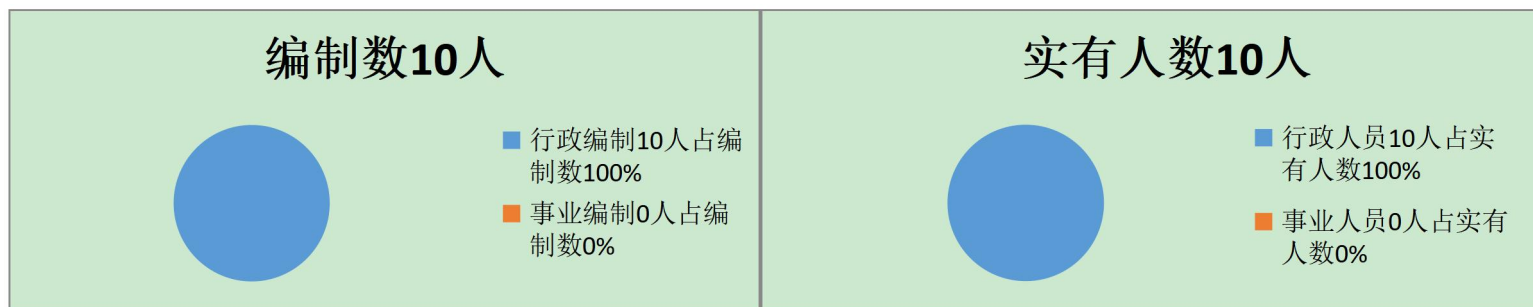 编制数10人
行政编制10人占编
制数100%
事业编制0人占编
制数0%
实有人数10人
行政人员10人占实
有人数100%
事业人员0人占实有
人数0%